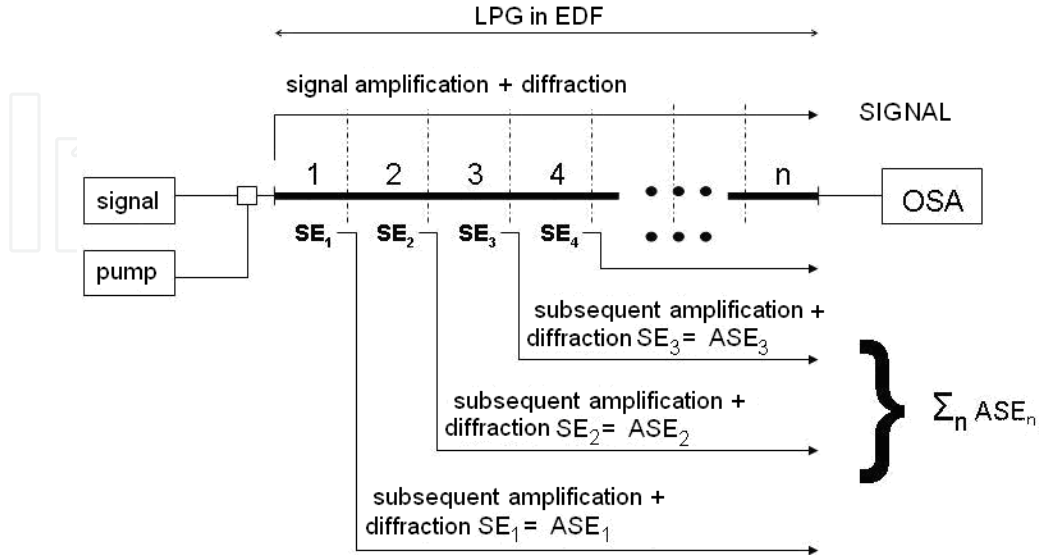 LPG in EDF
signal amplification + diffraction
SIGNAL
1 2 3 4 n
signal
OSA
SE₁ SE₂ SE₃ SE₄
pump
subsequent amplification +
diffraction SE₃ = ASE₃
subsequent amplification +
diffraction SE₂ = ASE₂
Σₙ ASEₙ
subsequent amplification +
diffraction SE₁ = ASE₁